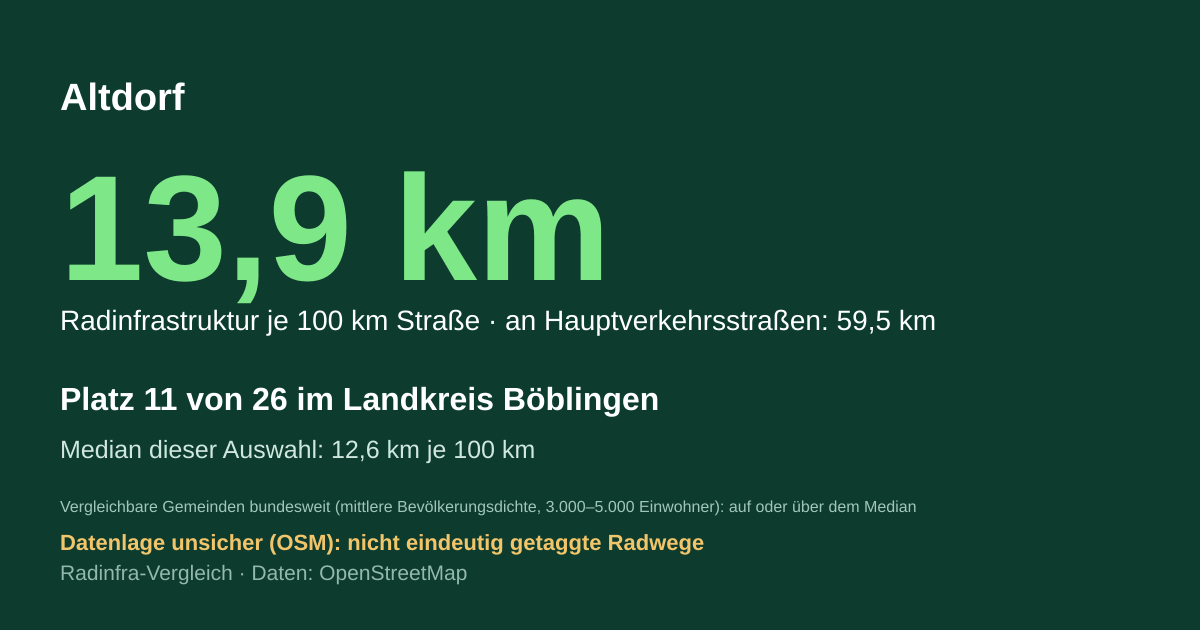 Altdorf
13,9 km
Radinfrastruktur je 100 km Straße · an Hauptverkehrsstraßen: 59,5 km
Platz 11 von 26 im Landkreis Böblingen
Median dieser Auswahl: 12,6 km je 100 km
Vergleichbare Gemeinden bundesweit (mittlere Bevölkerungsdichte, 3.000–5.000 Einwohner): auf oder über dem Median
Datenlage unsicher (OSM): nicht eindeutig getaggte Radwege
Radinfra-Vergleich · Daten: OpenStreetMap